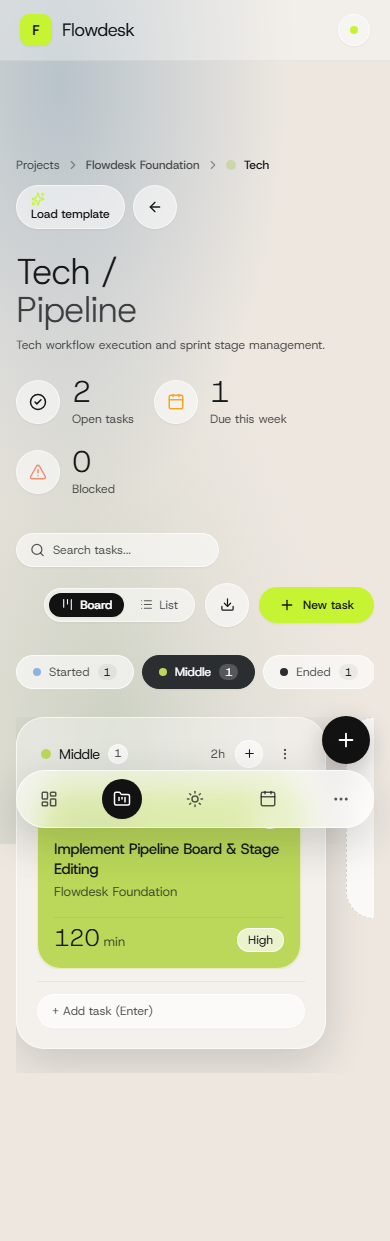 F Flowdesk
Projects > Flowdesk Foundation > Tech
Load template
Tech /
Pipeline
Tech workflow execution and sprint stage management.
2
Open tasks
1
Due this week
0
Blocked
Search tasks...
Board
List
New task
Started 1
Middle 1
Ended 1
Middle 1
2h
Implement Pipeline Board & Stage
Editing
Flowdesk Foundation
120 min
High
+ Add task (Enter)